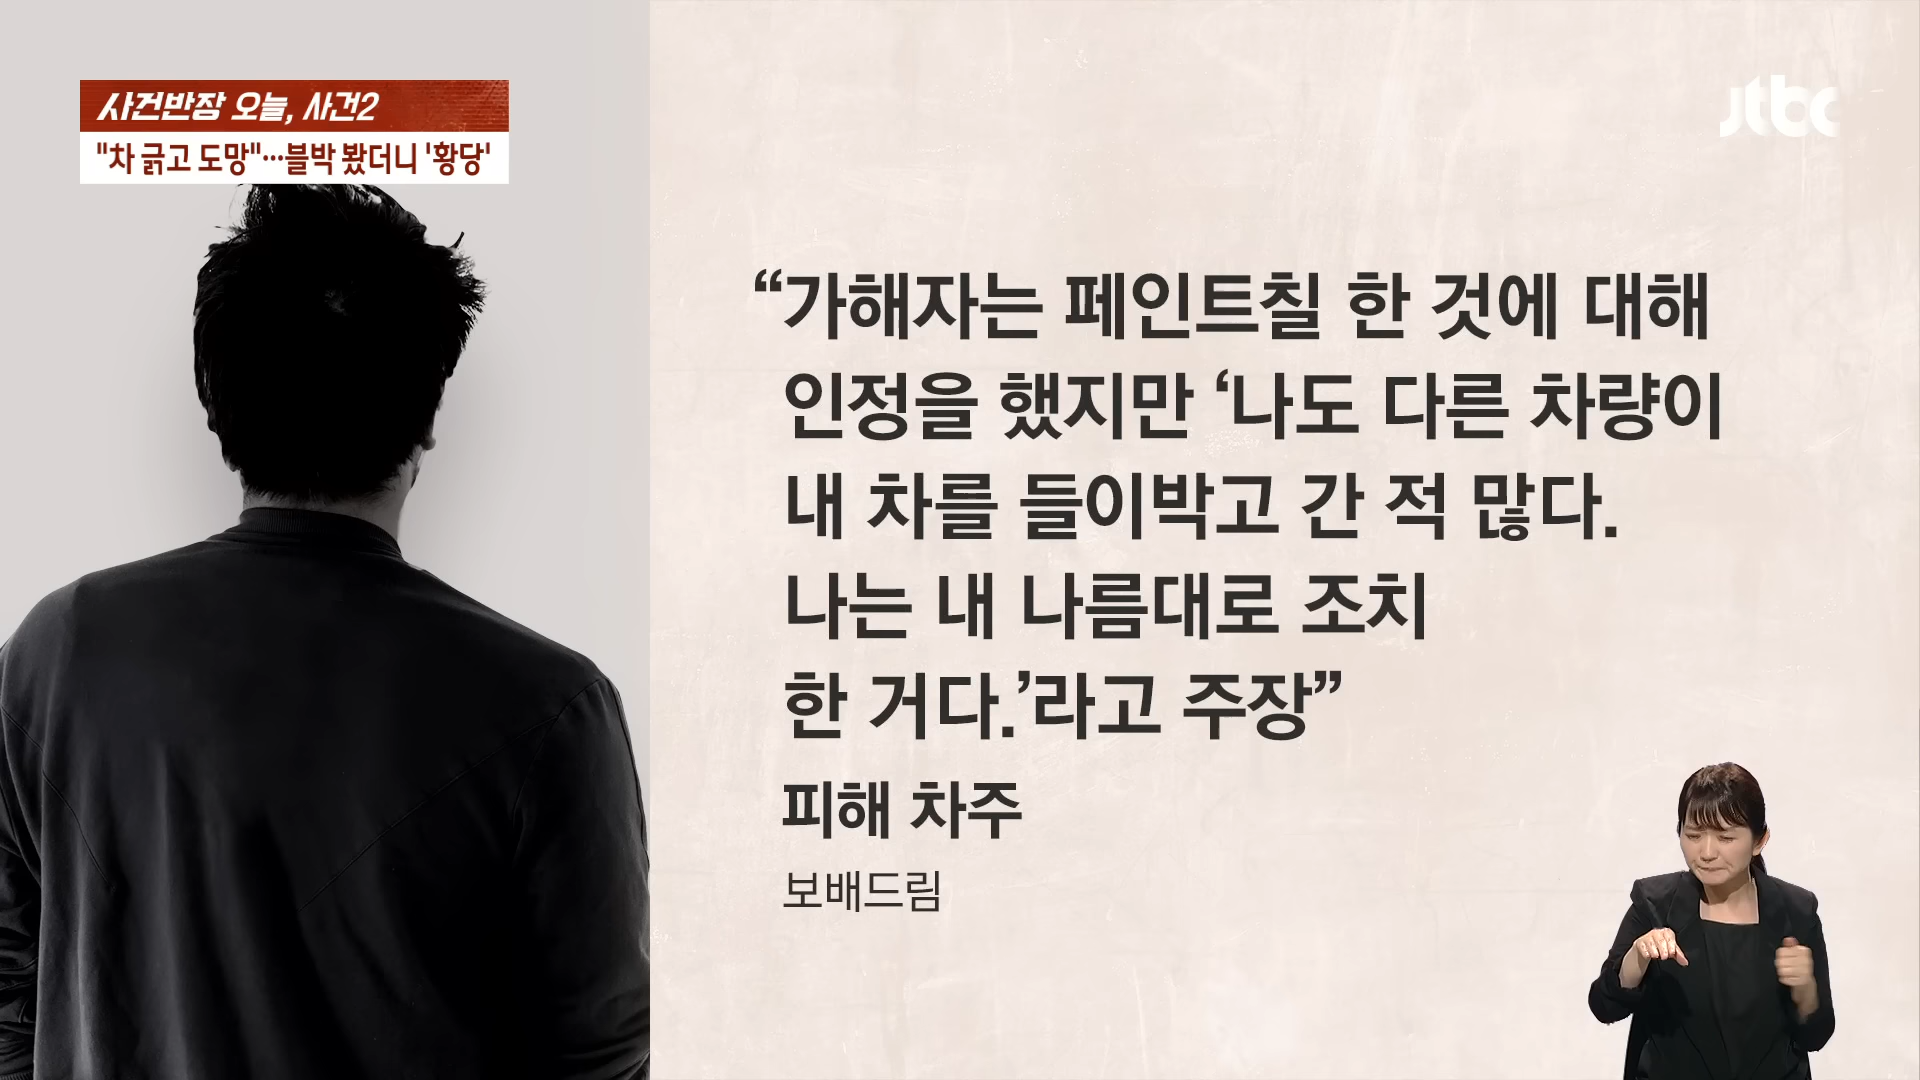 사건반장 오늘, 사건2
"차 긁고 도망"…블박 봤더니 '황당'
jtbc
“가해자는 페인트칠 한 것에 대해
인정을 했지만 ‘나도 다른 차량이
내 차를 들이박고 간 적 많다.
나는 내 나름대로 조치
한 거다.’라고 주장”
피해 차주
보배드림